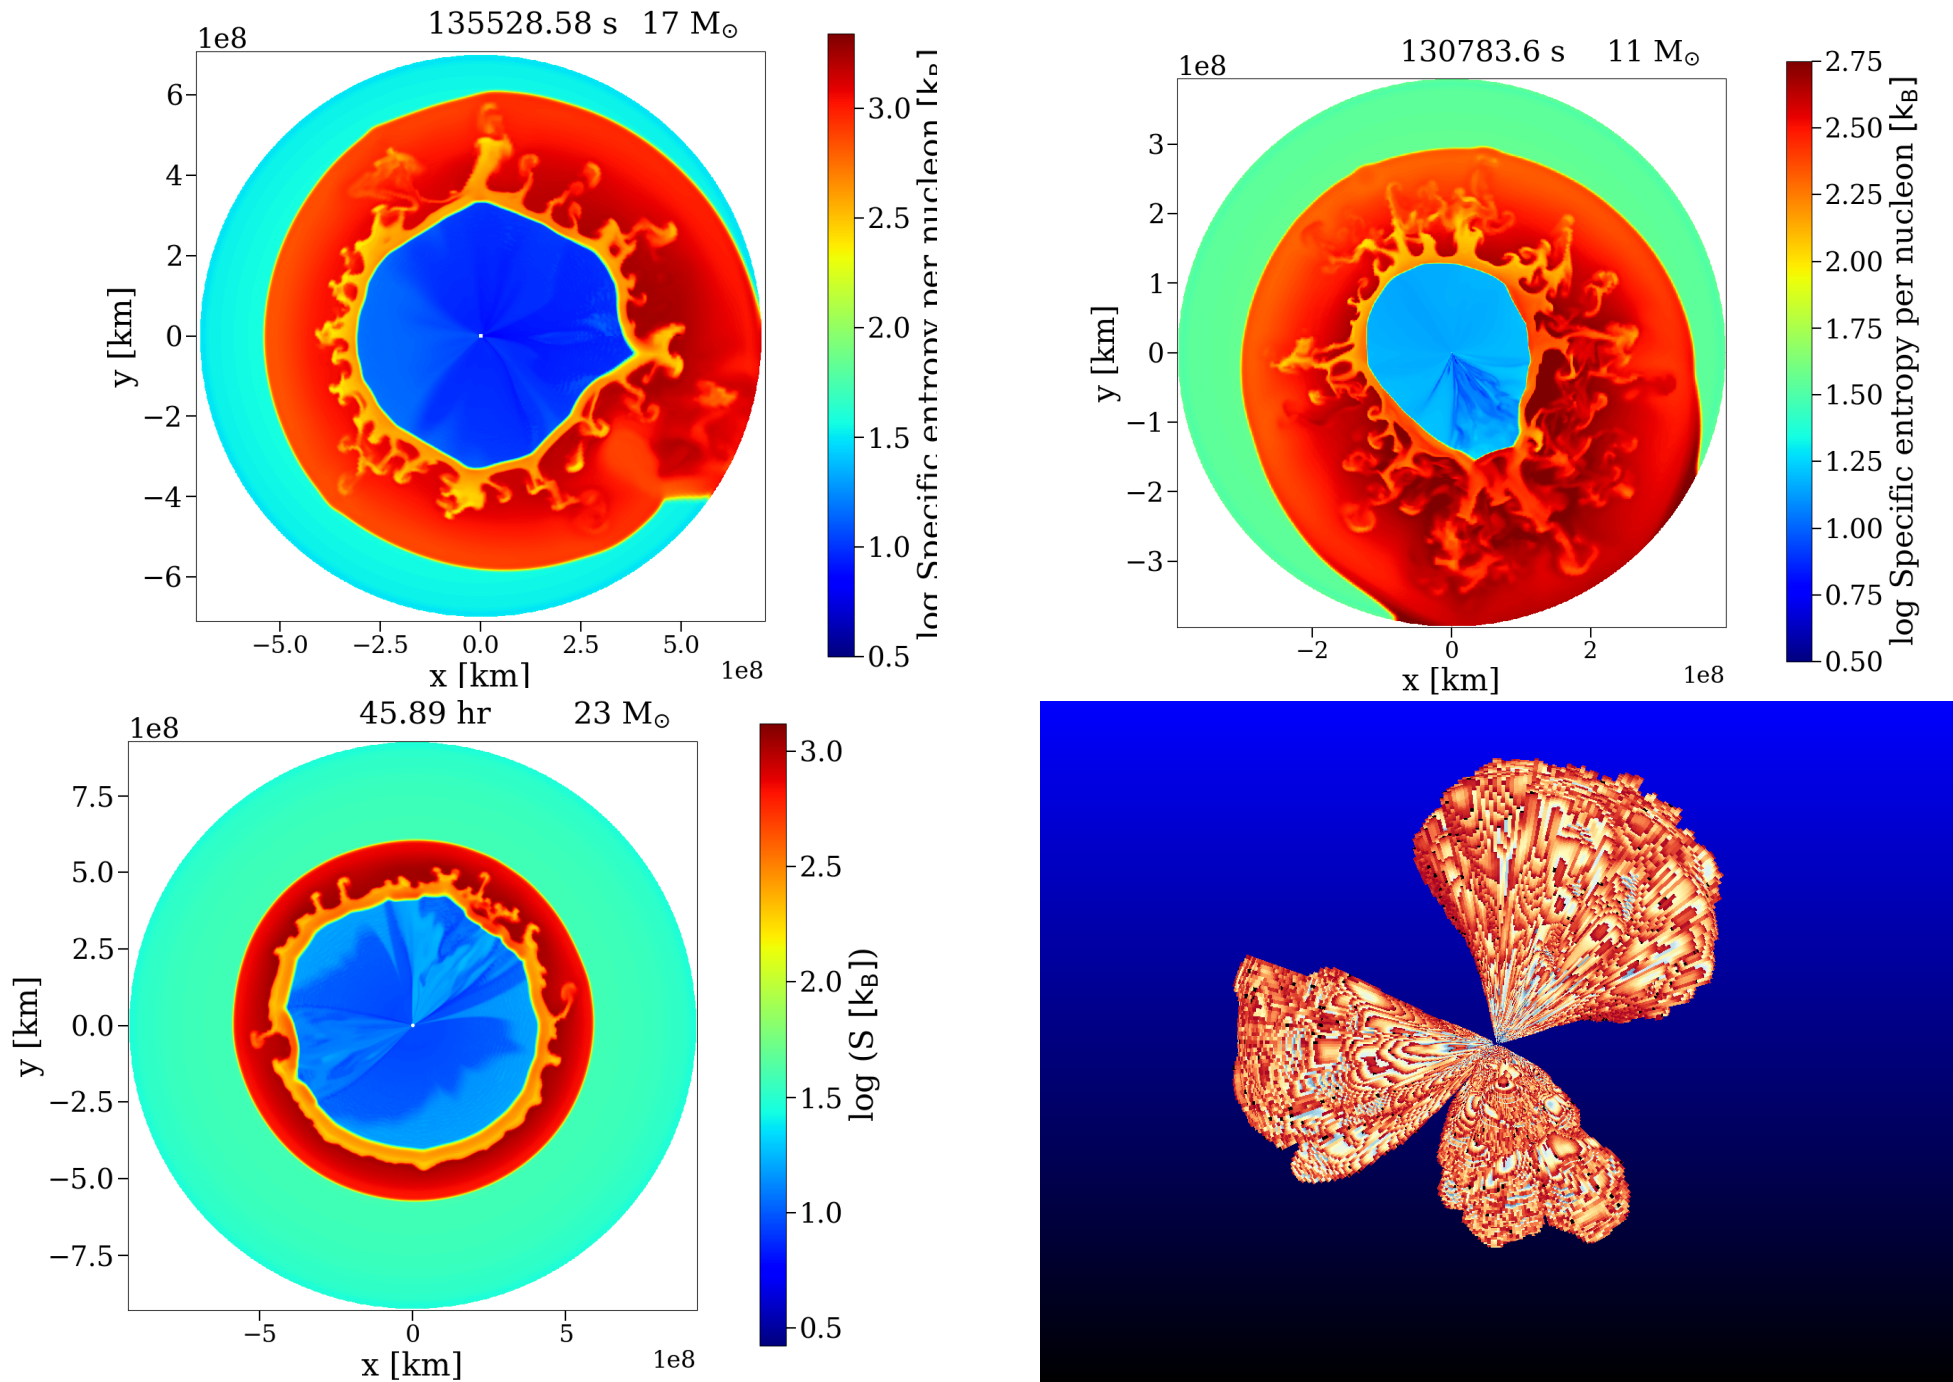 135528.58 s 17 M⊙
1e8
6
4
2
0
−2
−4
−6
y [km]
−5.0 −2.5 0.0 2.5 5.0
1e8
x [km]
3.0
2.5
2.0
1.5
1.0
0.5
log Specific entropy per nucleon [kB]
130783.6 s 11 M⊙
1e8
3
2
1
0
−1
−2
−3
y [km]
−2 0 2
1e8
x [km]
2.75
2.50
2.25
2.00
1.75
1.50
1.25
1.00
0.75
0.50
log Specific entropy per nucleon [kB]
45.89 hr 23 M⊙
1e8
7.5
5.0
2.5
0.0
−2.5
−5.0
−7.5
y [km]
−5 0 5
1e8
x [km]
3.0
2.5
2.0
1.5
1.0
0.5
log (S [kB])